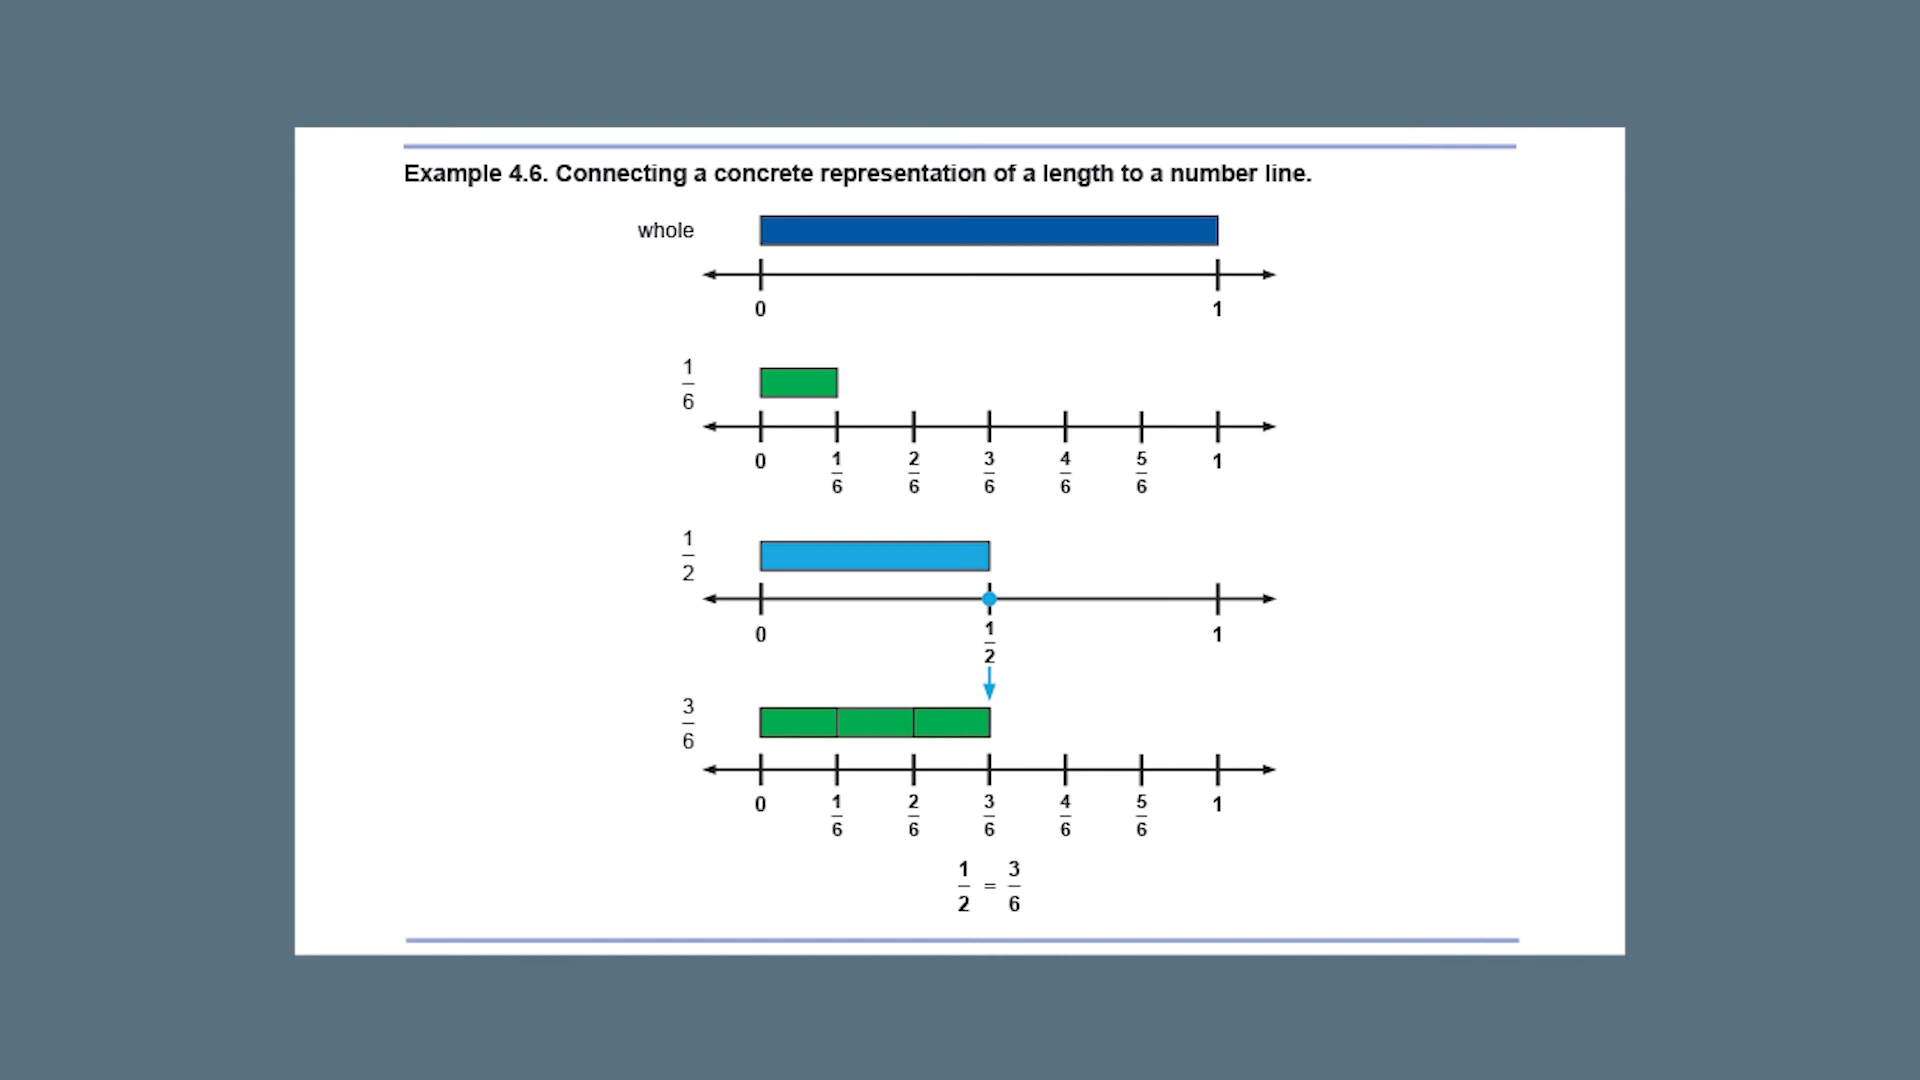 Example 4.6. Connecting a concrete representation of a length to a number line.
whole
0 1
1/6
0 1/6 2/6 3/6 4/6 5/6 1
1/2
0 1/2 1
3/6
0 1/6 2/6 3/6 4/6 5/6 1
1/2 = 3/6